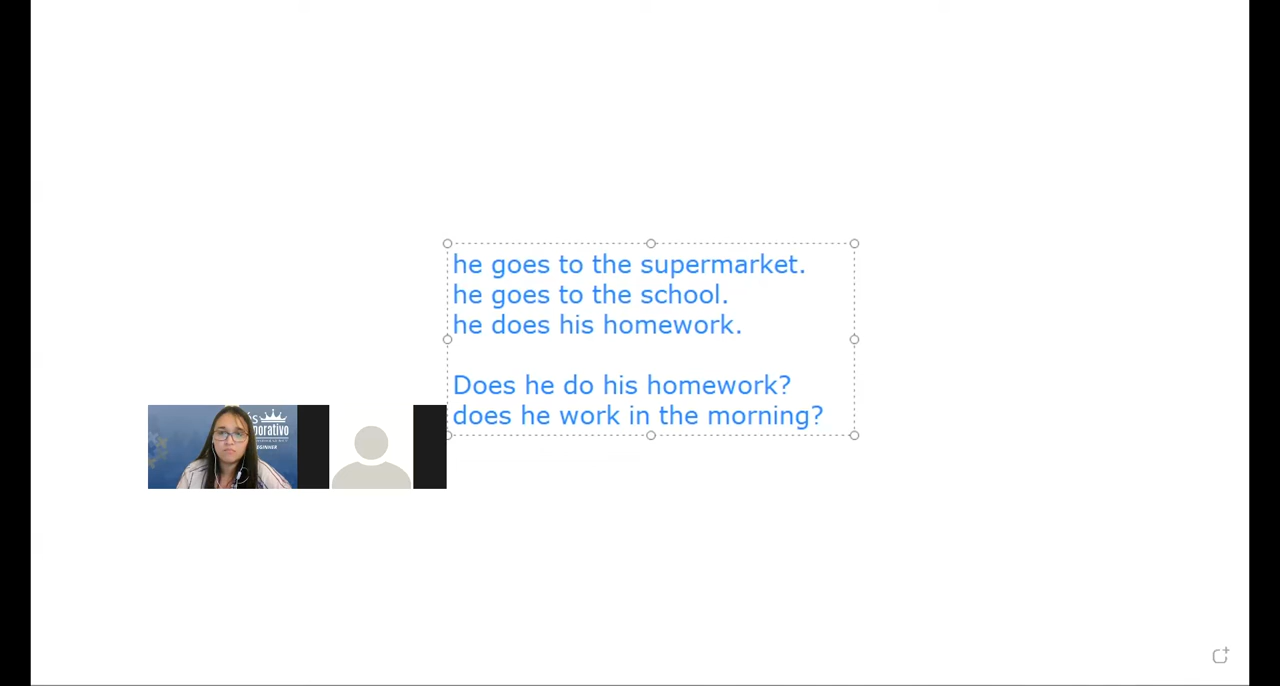 he goes to the supermarket.
he goes to the school.
he does his homework.
Does he do his homework?
does he work in the morning?